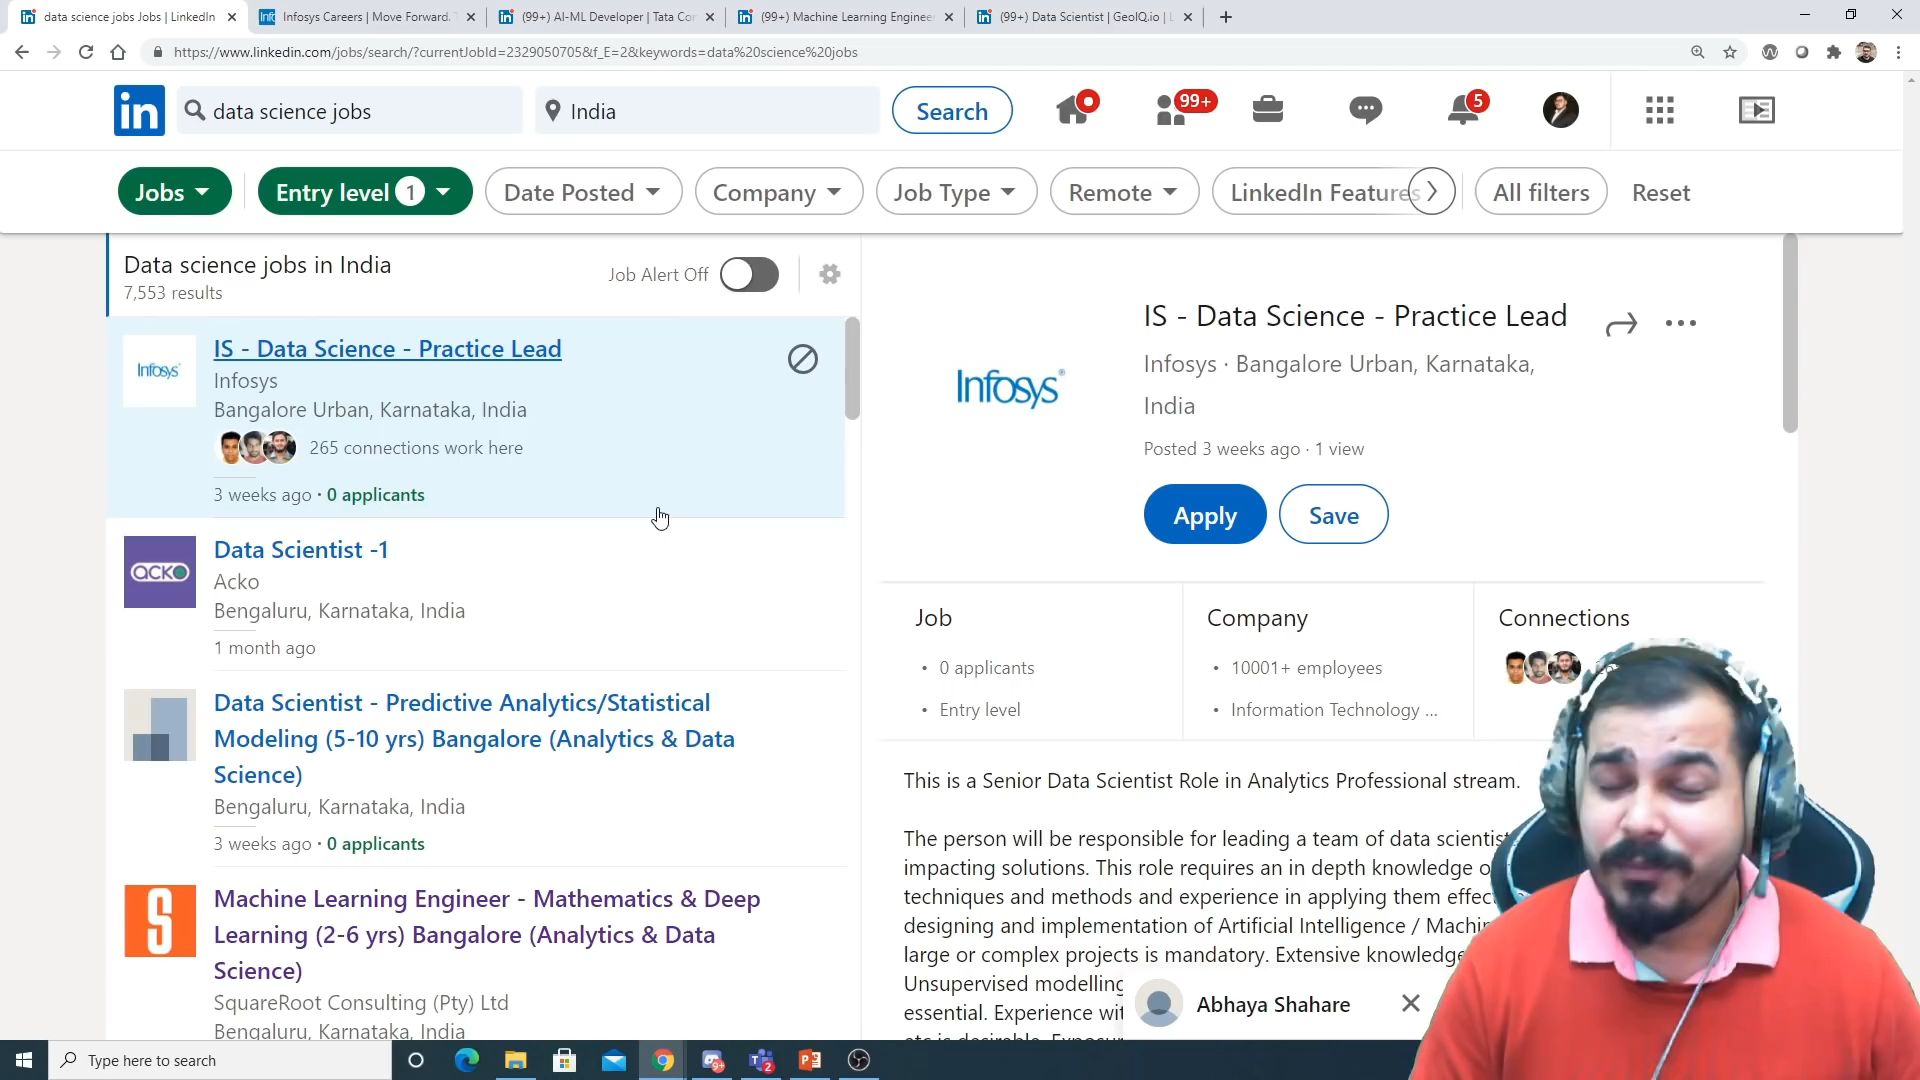 data science jobs Jobs | LinkedIn
Infosys Careers | Move Forward.
(99+) AI-ML Developer | Tata Co
(99+) Machine Learning Engineer
(99+) Data Scientist | GeoIQ.io |
https://www.linkedin.com/jobs/search/?currentJobId=2329050705&f_E=2&keywords=data%20science%20jobs
in
data science jobs
India
Search
99+
5
Jobs
Entry level 1
Date Posted
Company
Job Type
Remote
LinkedIn Features
All filters
Reset
Data science jobs in India
7,553 results
Job Alert Off
Infosys
IS - Data Science - Practice Lead
Infosys
Bangalore Urban, Karnataka, India
265 connections work here
3 weeks ago · 0 applicants
acko
Data Scientist -1
Acko
Bengaluru, Karnataka, India
1 month ago
Data Scientist - Predictive Analytics/Statistical
Modeling (5-10 yrs) Bangalore (Analytics & Data
Science)
Bengaluru, Karnataka, India
3 weeks ago · 0 applicants
S
Machine Learning Engineer - Mathematics & Deep
Learning (2-6 yrs) Bangalore (Analytics & Data
Science)
SquareRoot Consulting (Pty) Ltd
Bengaluru, Karnataka, India
Infosys®
IS - Data Science - Practice Lead
Infosys · Bangalore Urban, Karnataka,
India
Posted 3 weeks ago · 1 view
Apply
Save
Job
• 0 applicants
• Entry level
Company
• 10001+ employees
• Information Technology ...
Connections
This is a Senior Data Scientist Role in Analytics Professional stream.
The person will be responsible for leading a team of data scientist
impacting solutions. This role requires an in depth knowledge o
techniques and methods and experience in applying them effec
designing and implementation of Artificial Intelligence / Machin
large or complex projects is mandatory. Extensive knowledge
Unsupervised modelling
essential. Experience wit
Abhaya Shahare
Type here to search